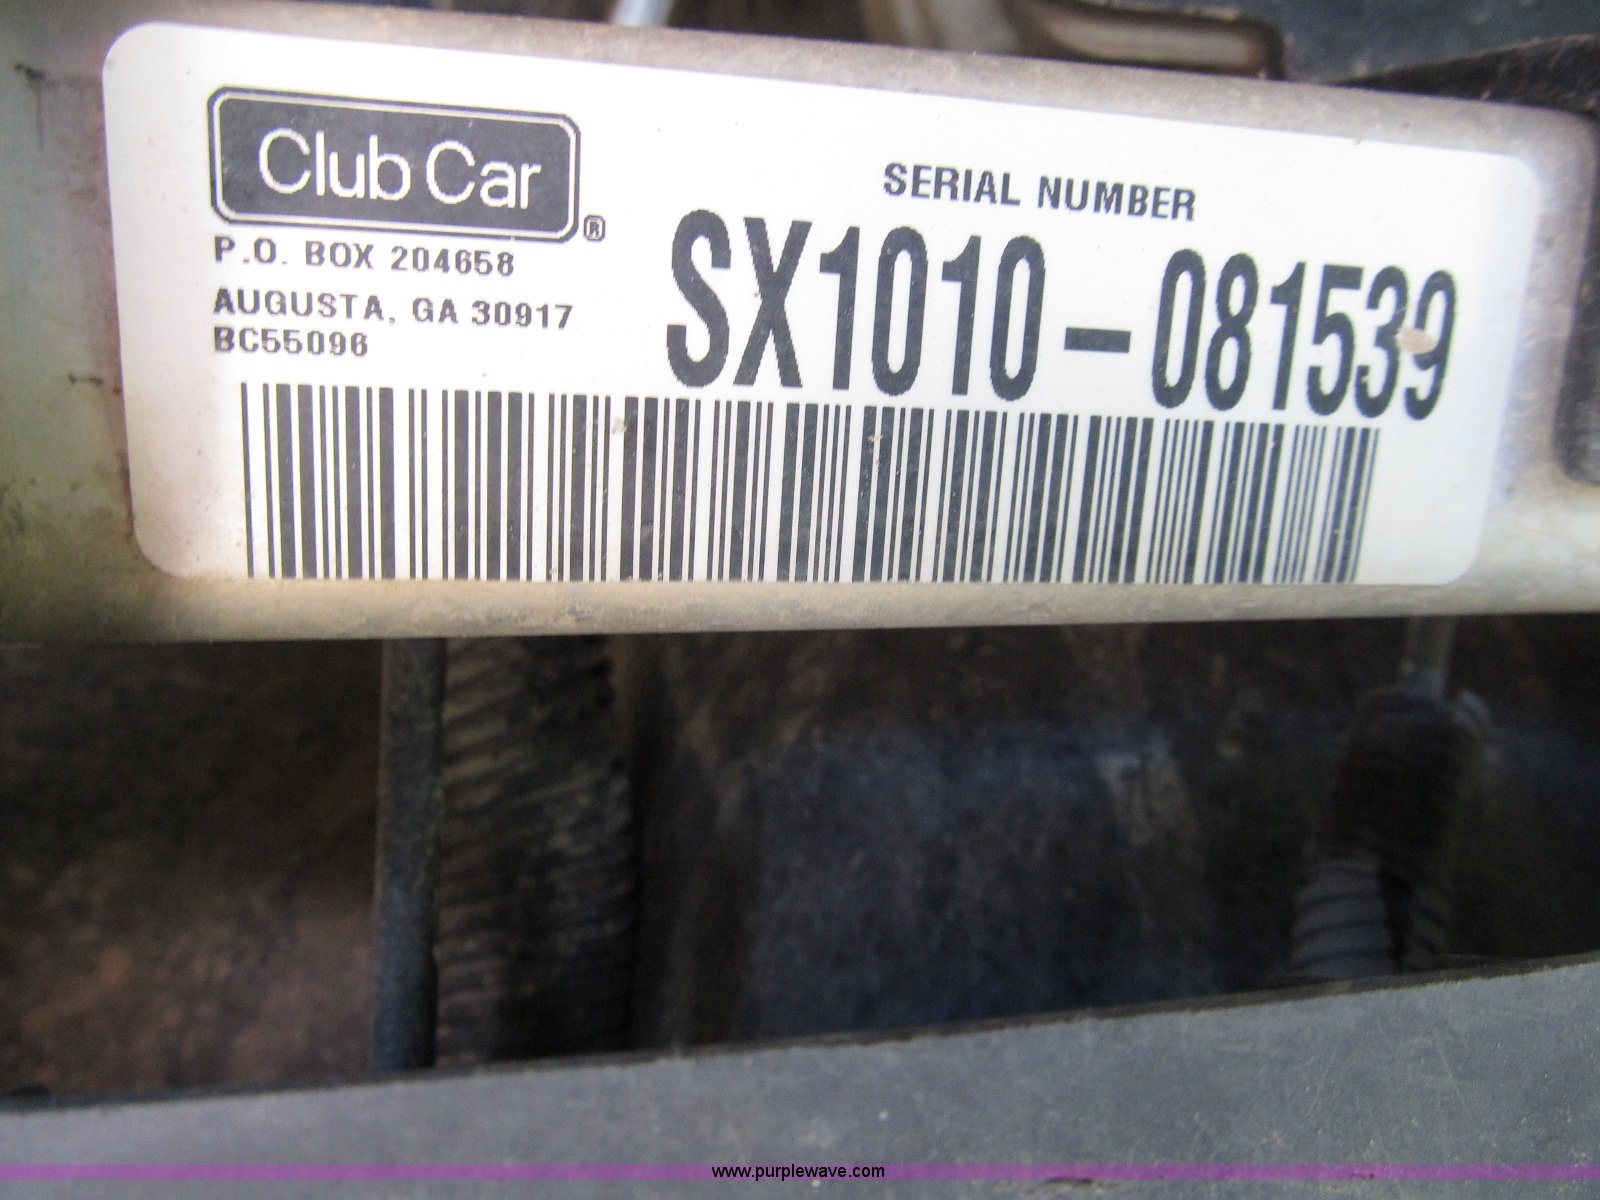 Club Car ®
P.O. BOX 204658
AUGUSTA, GA 30917
BC55096
SERIAL NUMBER
SX1010-081539
www.purplewave.com